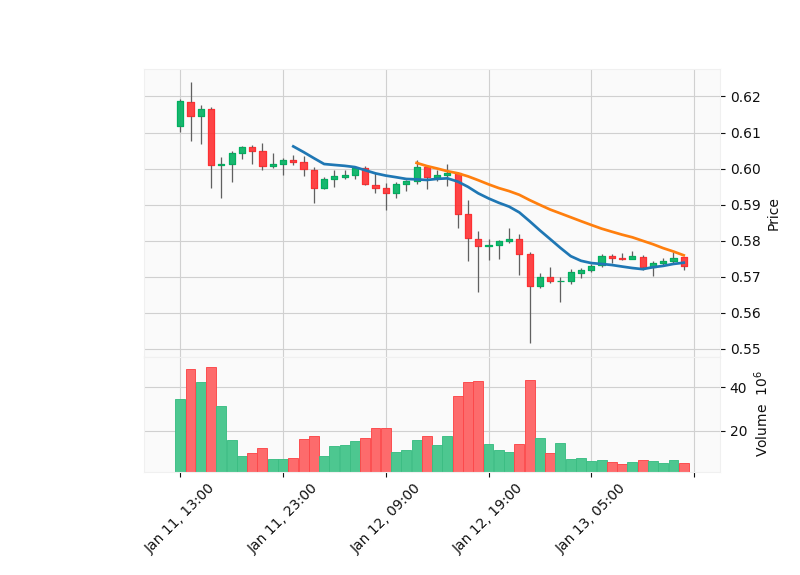 0.62
0.61
0.60
0.59
0.58
0.57
0.56
0.55
Price
40
20
Volume 10^6
Jan 11, 13:00
Jan 11, 23:00
Jan 12, 09:00
Jan 12, 19:00
Jan 13, 05:00